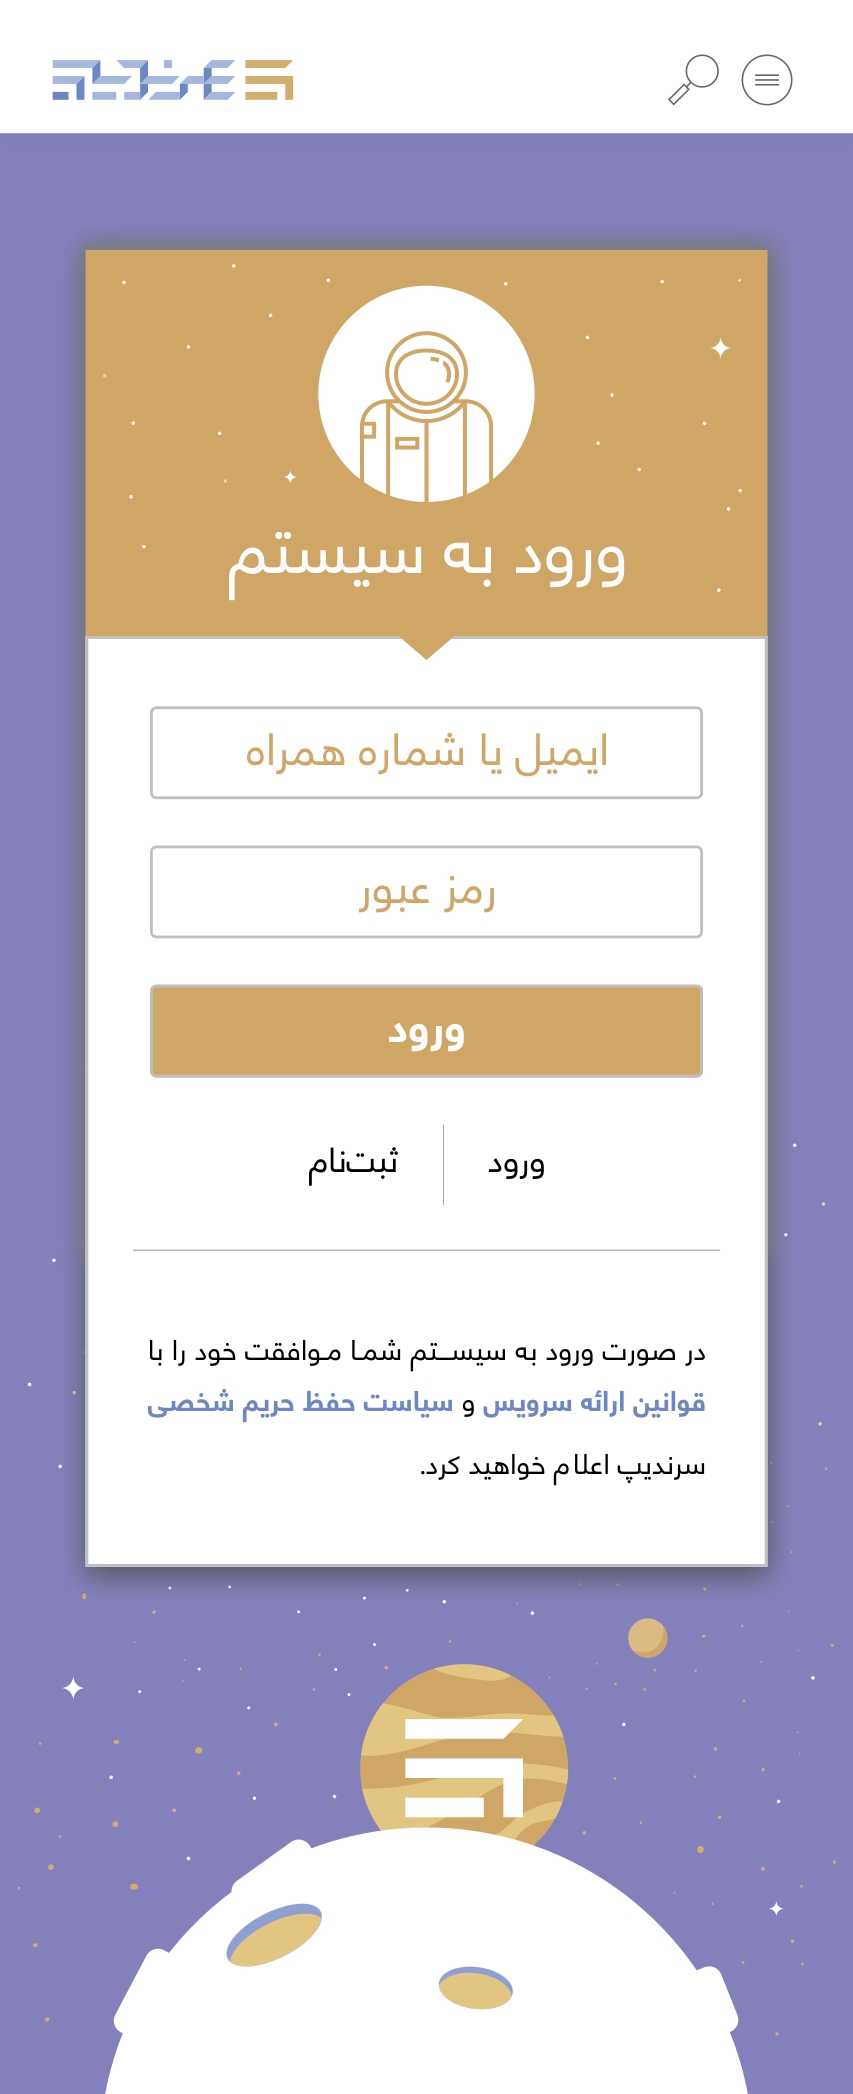 ورود به سیستم
ایمیل یا شماره همراه
رمز عبور
ورود
ورود
ثبت‌نام
در صورت ورود به سیستم شما موافقت خود را با
قوانین ارائه سرویس و سیاست حفظ حریم شخصی
سرندیپ اعلام خواهید کرد.